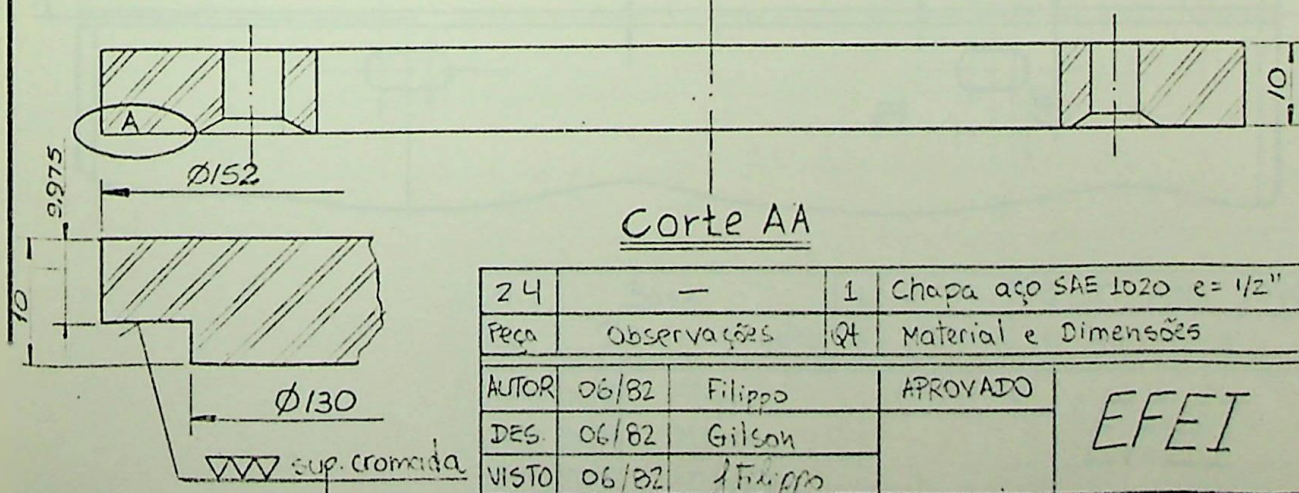 10
A
Ø152
9,975
10
Corte AA
Ø130
▽▽▽ sup. cromada
24 — 1 Chapa aço SAE 1020 e= 1/2"
Peça Observações Qt Material e Dimensões
AUTOR 06/82 Filippo APROVADO
DES. 06/82 Gilson
VISTO 06/82 Filippo
EFEI